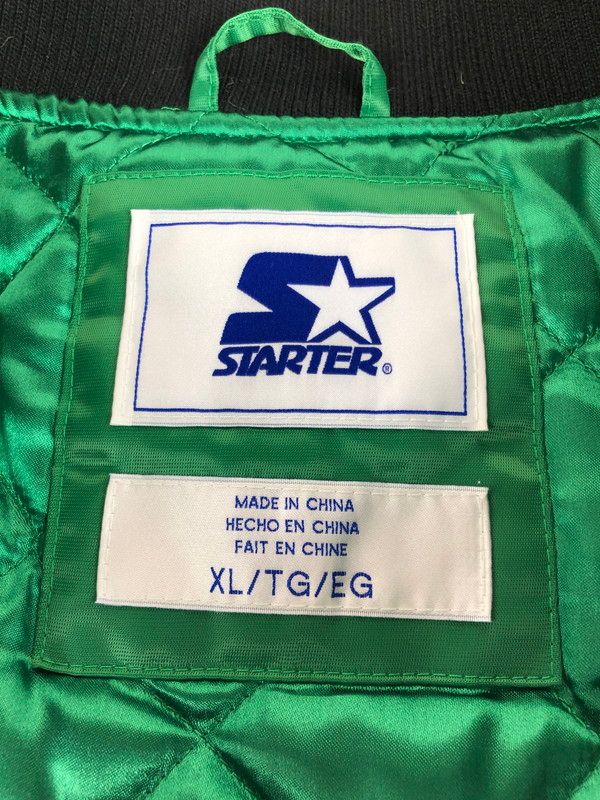 STARTER®
MADE IN CHINA
HECHO EN CHINA
FAIT EN CHINE
XL/TG/EG